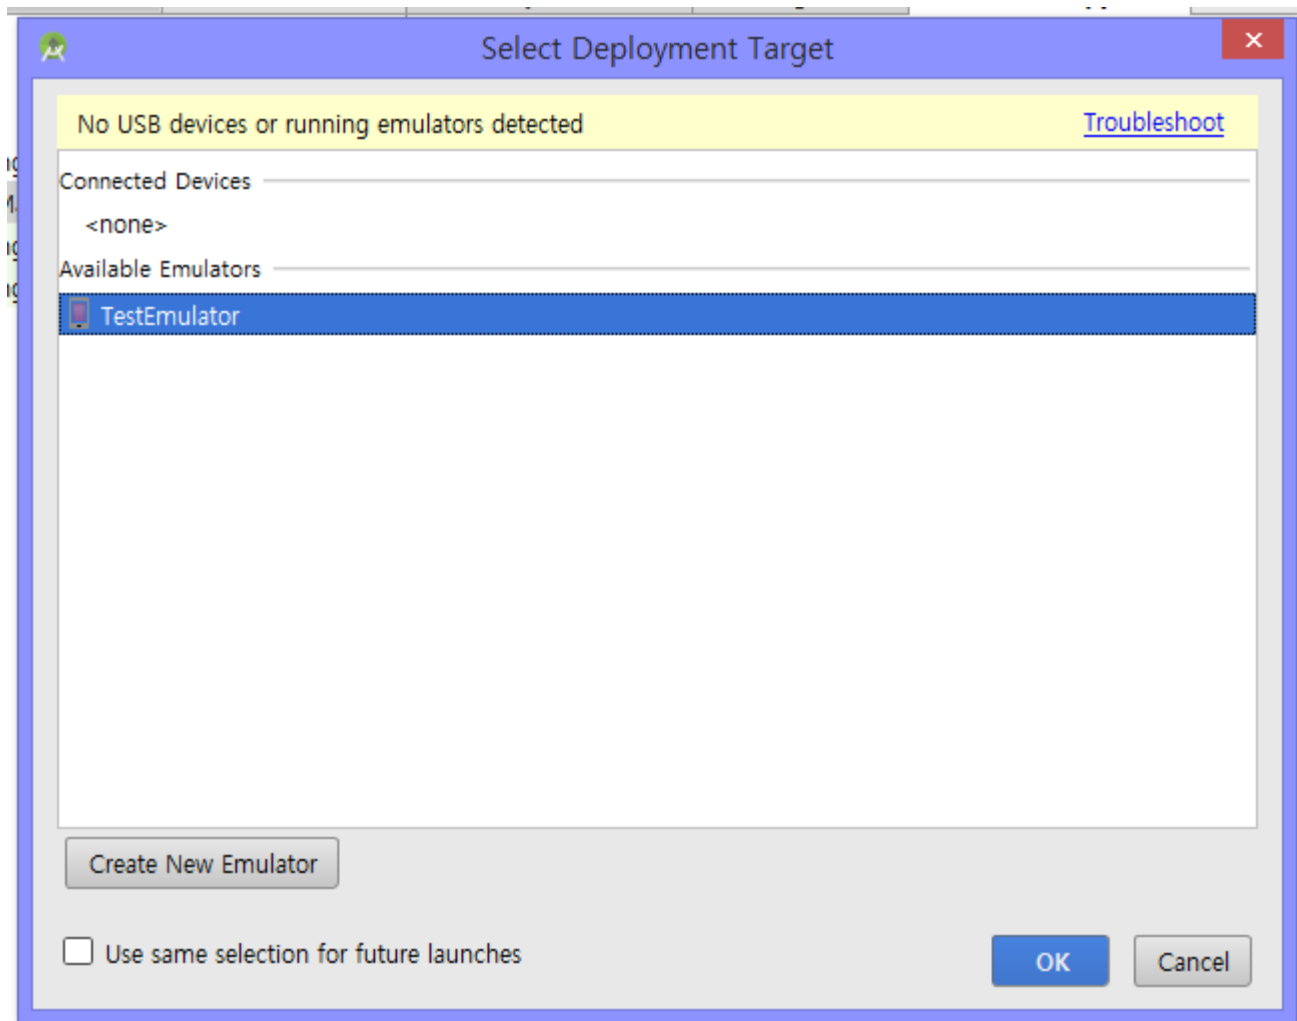 Select Deployment Target
No USB devices or running emulators detected Troubleshoot
Connected Devices
<none>
Available Emulators
TestEmulator
Create New Emulator
Use same selection for future launches
OK Cancel